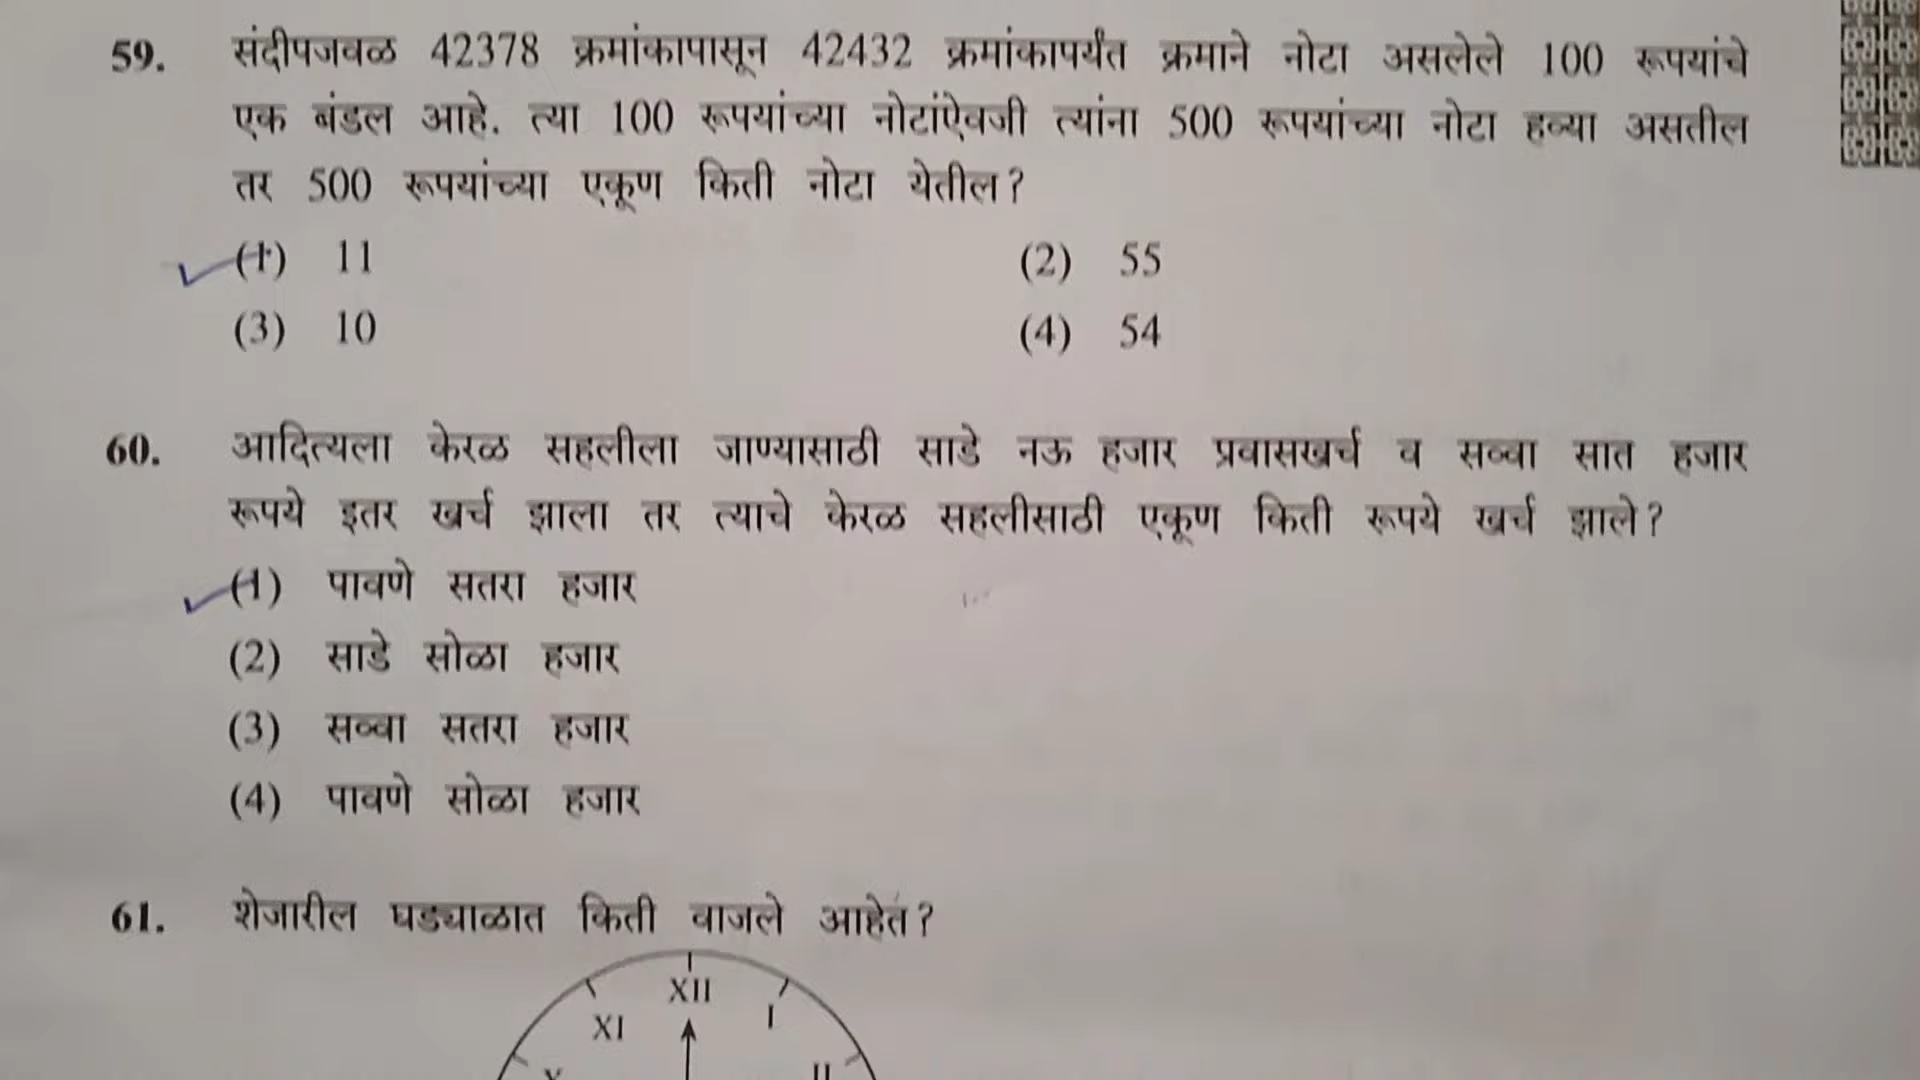 59. संदीपजवळ 42378 क्रमांकापासून 42432 क्रमांकापर्यंत क्रमाने नोटा असलेले 100 रूपयांचे
एक बंडल आहे. त्या 100 रूपयांच्या नोटांऐवजी त्यांना 500 रूपयांच्या नोटा हव्या असतील
तर 500 रूपयांच्या एकूण किती नोटा येतील?
(1) 11 (2) 55
(3) 10 (4) 54
60. आदित्यला केरळ सहलीला जाण्यासाठी साडे नऊ हजार प्रवासखर्च व सव्वा सात हजार
रूपये इतर खर्च झाला तर त्याचे केरळ सहलीसाठी एकूण किती रूपये खर्च झाले?
(1) पावणे सतरा हजार
(2) साडे सोळा हजार
(3) सव्वा सतरा हजार
(4) पावणे सोळा हजार
61. शेजारील घड्याळात किती वाजले आहेत?
XII
XI I